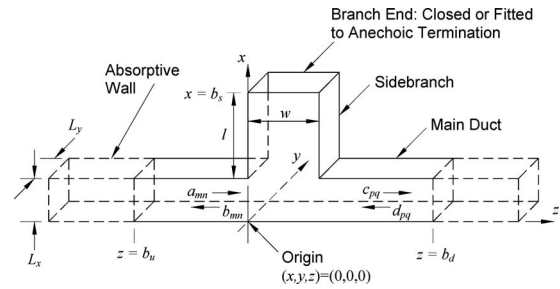 Branch End: Closed or Fitted
to Anechoic Termination
Absorptive
Wall
x
x = b_s
Sidebranch
w
l
L_y
y
Main Duct
a_mn
c_pq
b_mn
d_pq
z
L_x
z = b_u
Origin
(x,y,z)=(0,0,0)
z = b_d